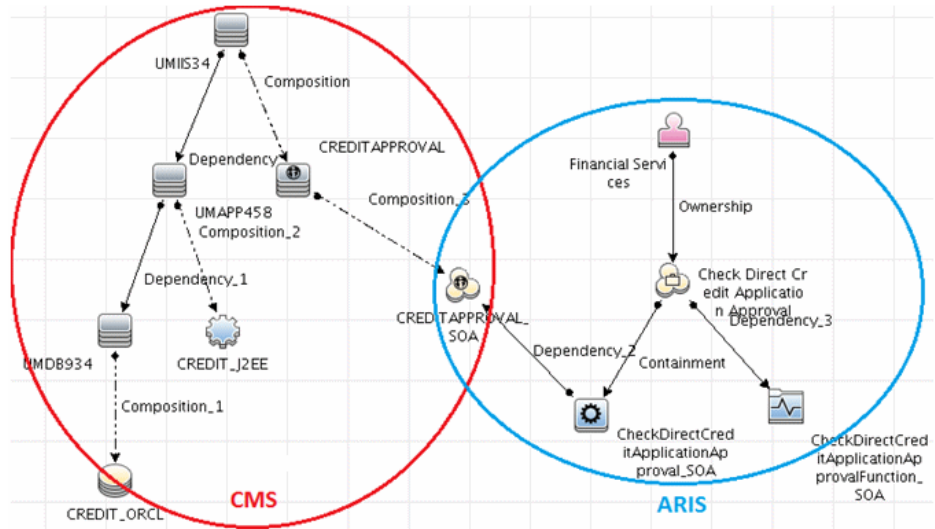 UMIIS34
Composition
CREDITAPPROVAL
Dependency
Financial Servi
ces
UMAPP458
Composition_3
Composition_2
Ownership
Dependency_1
Check Direct Cr
edit Applicatio
n Approval
CREDITAPPROVAL_
SOA
Dependency_3
UMDB934
CREDIT_J2EE
Dependency_2
Containment
Composition_1
CheckDirectCred
itApplicationAp
proval_SOA
CheckDirectCred
itApplicationAp
provalFunction_
SOA
CREDIT_ORCL
CMS
ARIS